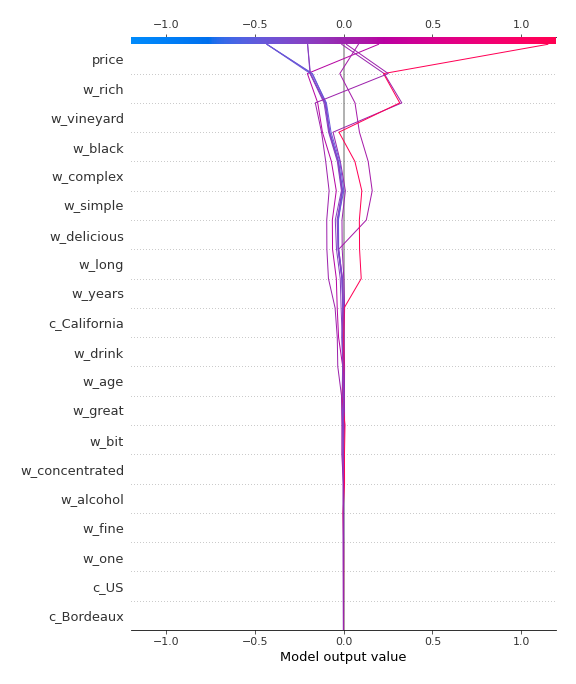 −1.0 −0.5 0.0 0.5 1.0
price
w_rich
w_vineyard
w_black
w_complex
w_simple
w_delicious
w_long
w_years
c_California
w_drink
w_age
w_great
w_bit
w_concentrated
w_alcohol
w_fine
w_one
c_US
c_Bordeaux
−1.0 −0.5 0.0 0.5 1.0
Model output value